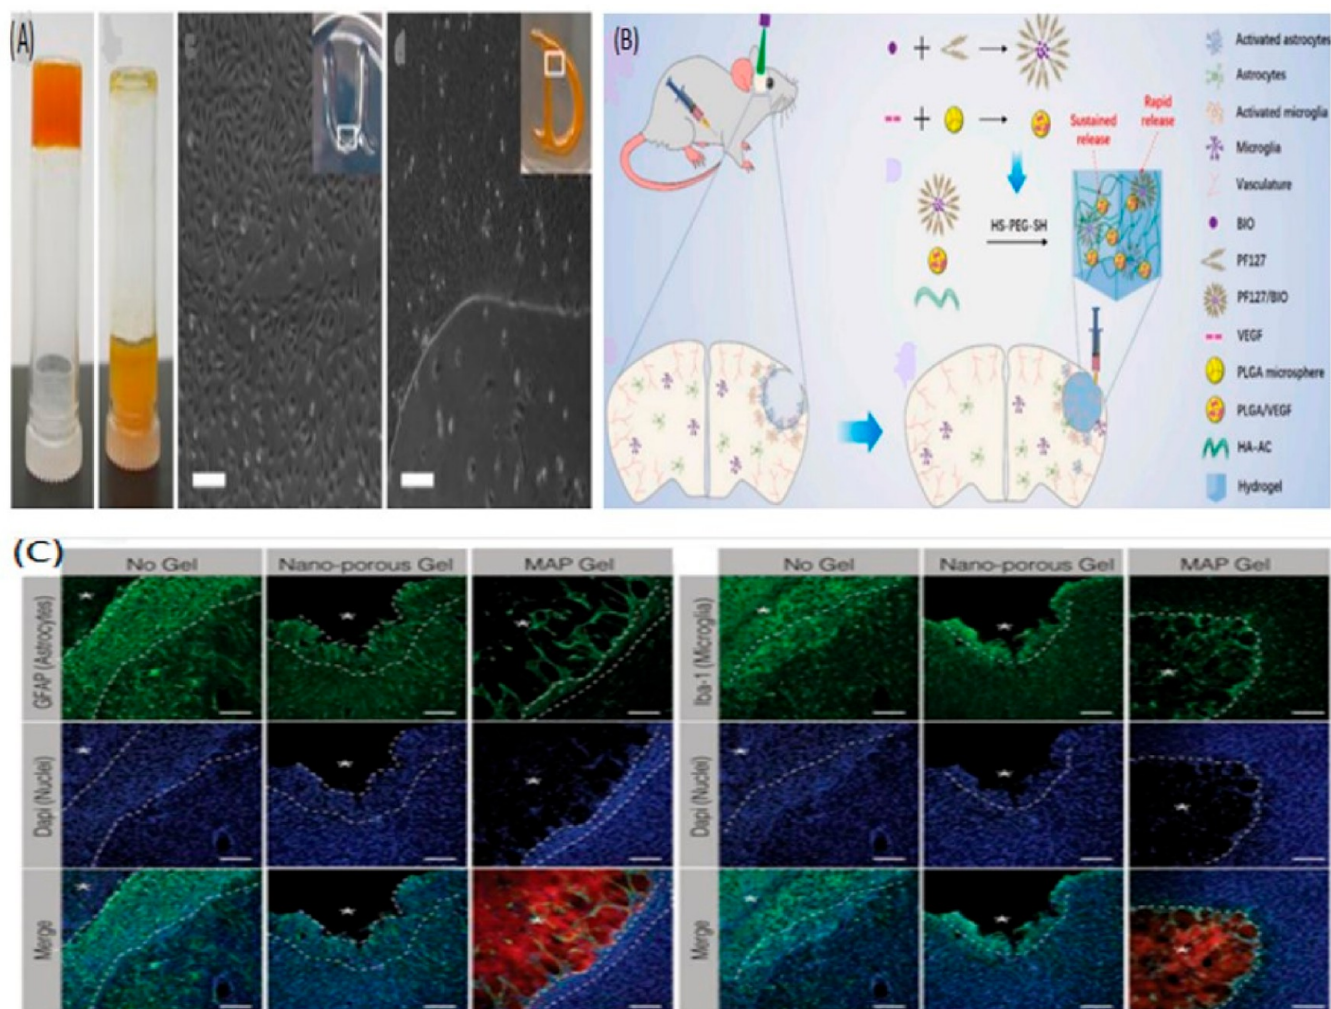 (A)
(B)
Activated astrocytes
Astrocytes
Activated microglia
Microglia
Vasculature
BIO
PF127
PF127/BIO
VEGF
PLGA microsphere
PLGA/VEGF
HA-AC
Hydrogel
Sustained
release
Rapid
release
HS-PEG-SH
(C)
No Gel
Nano-porous Gel
MAP Gel
No Gel
Nano-porous Gel
MAP Gel
GFAP (Astrocytes)
Iba-1 (Microglia)
Dapi (Nuclei)
Dapi (Nuclei)
Merge
Merge